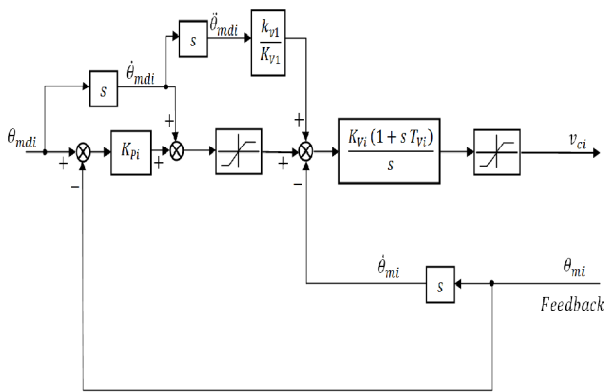 s
θ̈mdi
kv1
Kv1
s
θ̇mdi
θmdi
+
−
KPi
+
+
+
+
−
KVi (1 + s TVi)
s
vci
θ̇mi
s
θmi
Feedback